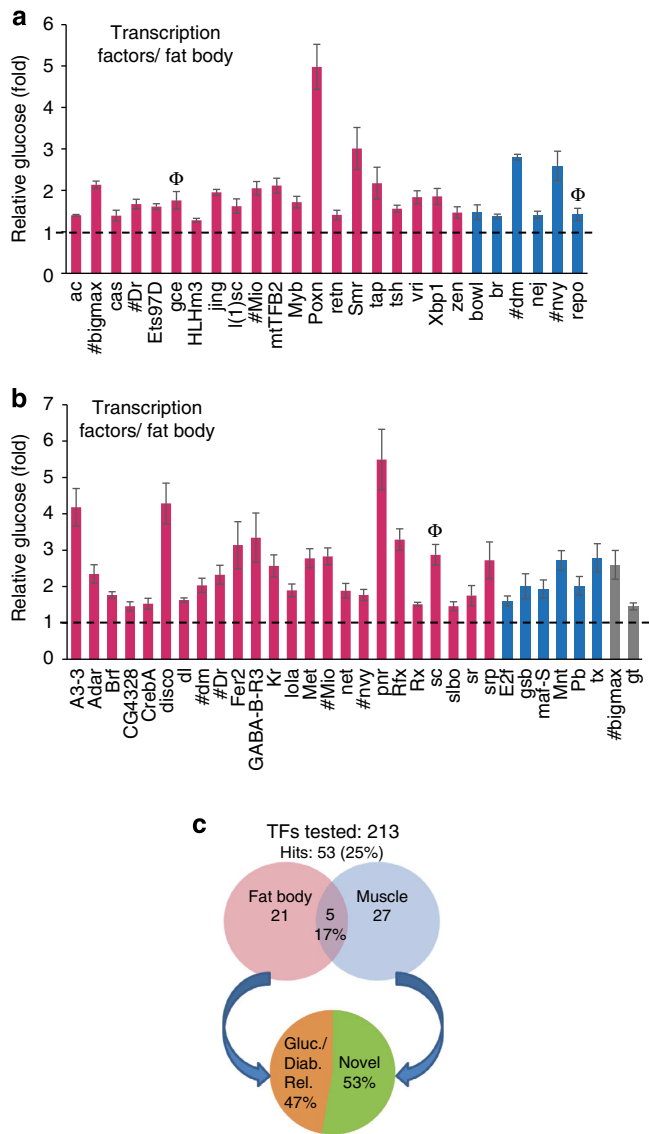 a
Transcription
factors/ fat body
Relative glucose (fold)
6
5
4
3
2
1
0
Φ
Φ
ac
#bigmax
cas
#Dr
Ets97D
gce
HLHm3
jing
l(1)sc
#Mio
mtTFB2
Myb
Poxn
retn
Smr
tap
tsh
vri
Xbp1
zen
bowl
br
#dm
nej
#nvy
repo
b
Transcription
factors/ fat body
Relative glucose (fold)
7
6
5
4
3
2
1
0
Φ
A3-3
Adar
Brf
CG4328
CrebA
disco
dl
#dm
#Dr
Fer2
GABA-B-R3
Kr
lola
Met
#Mio
net
#nvy
pnr
Rfx
Rx
sc
slbo
sr
srp
E2f
gsb
maf-S
Mnt
Pb
tx
#bigmax
gt
c
TFs tested: 213
Hits: 53 (25%)
Fat body
21
5
17%
Muscle
27
Gluc./
Diab.
Rel.
47%
Novel
53%